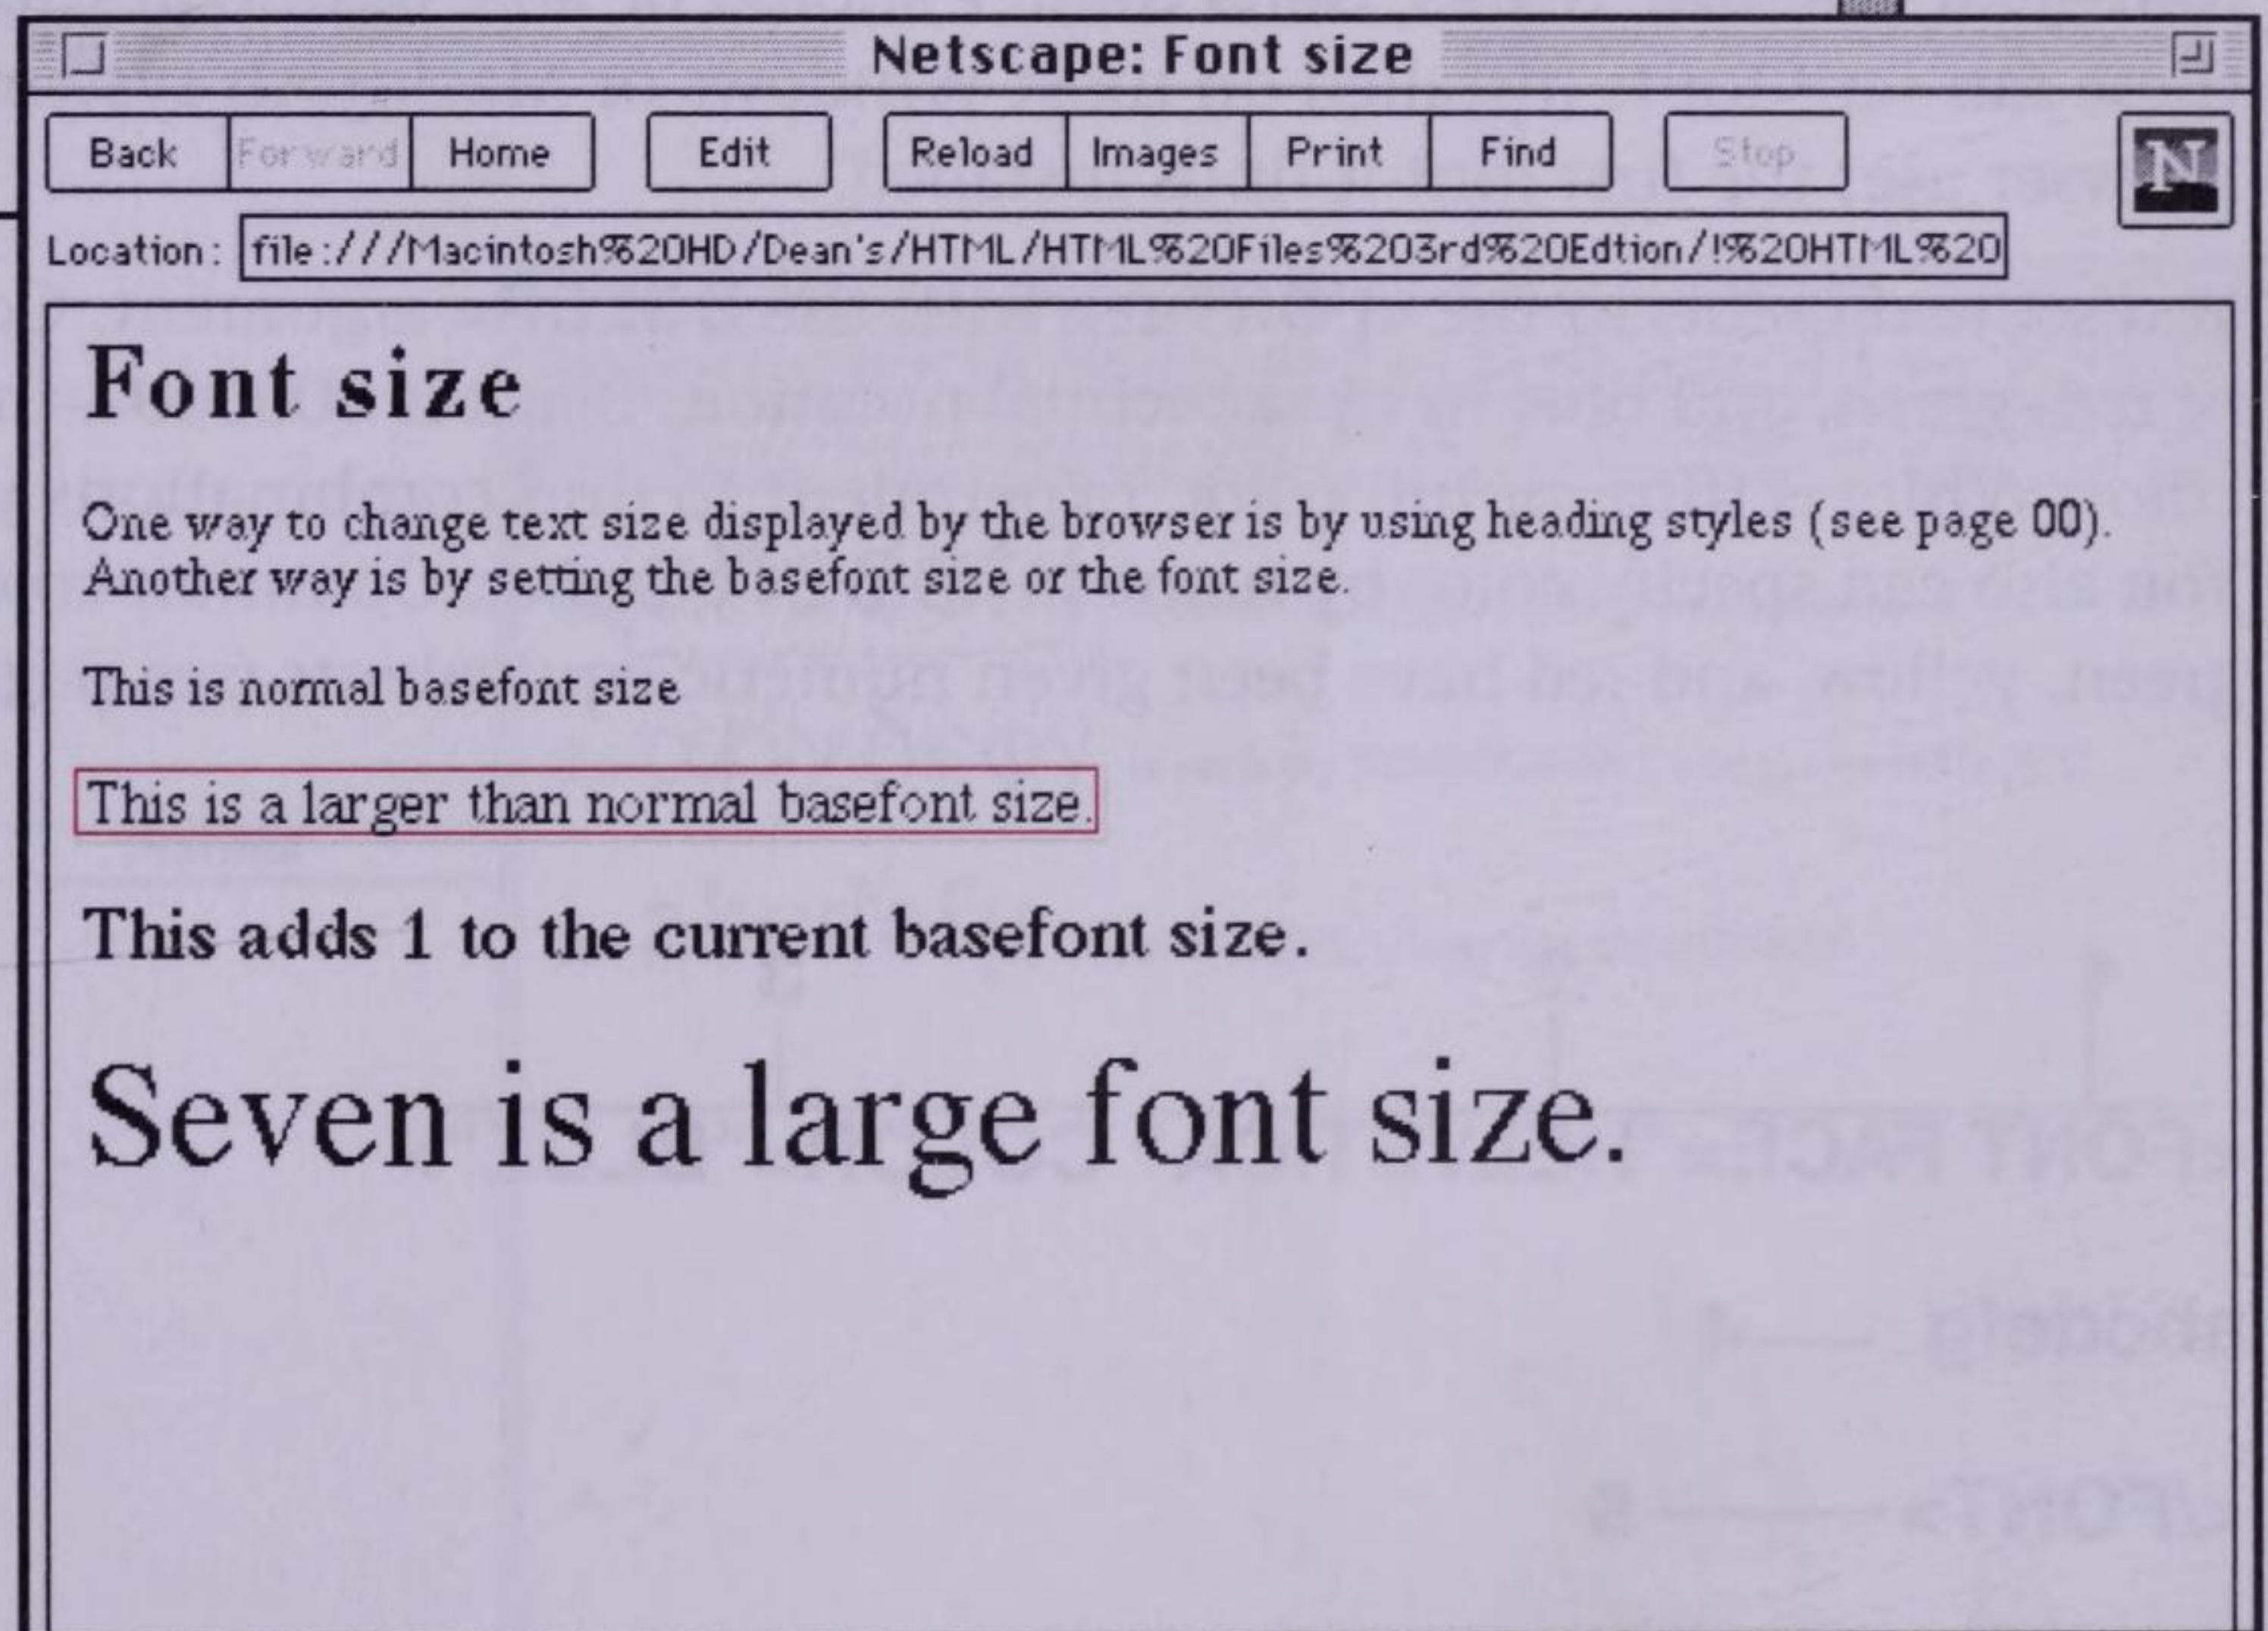 Netscape: Font size
Back Forward Home Edit Reload Images Print Find Stop
N
Location: file:///Macintosh%20HD/Dean's/HTML/HTML%20Files%203rd%20Edtion/!%20HTML%20
Font size
One way to change text size displayed by the browser is by using heading styles (see page 00).
Another way is by setting the basefont size or the font size.
This is normal basefont size
This is a larger than normal basefont size.
This adds 1 to the current basefont size.
Seven is a large font size.